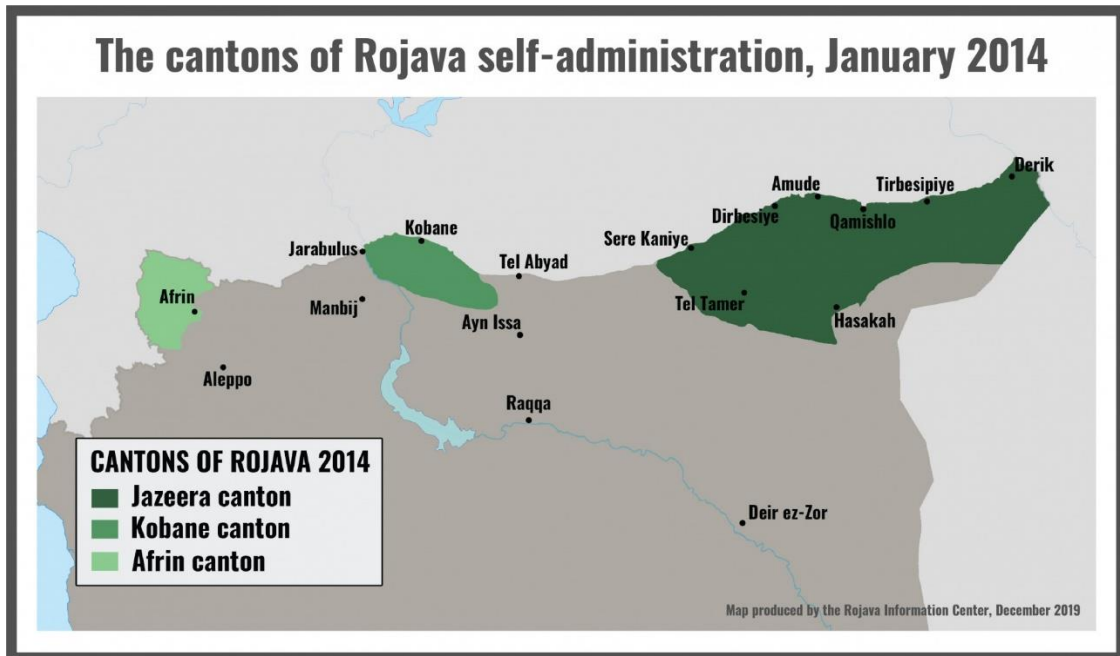 The cantons of Rojava self-administration, January 2014
Derik
Amude
Tirbesipiye
Dirbesiye
Qamishlo
Kobane
Sere Kaniye
Jarabulus
Tel Abyad
Afrin
Manbij
Tel Tamer
Hasakah
Ayn Issa
Aleppo
Raqqa
CANTONS OF ROJAVA 2014
Jazeera canton
Kobane canton
Afrin canton
Deir ez-Zor
Map produced by the Rojava Information Center, December 2019